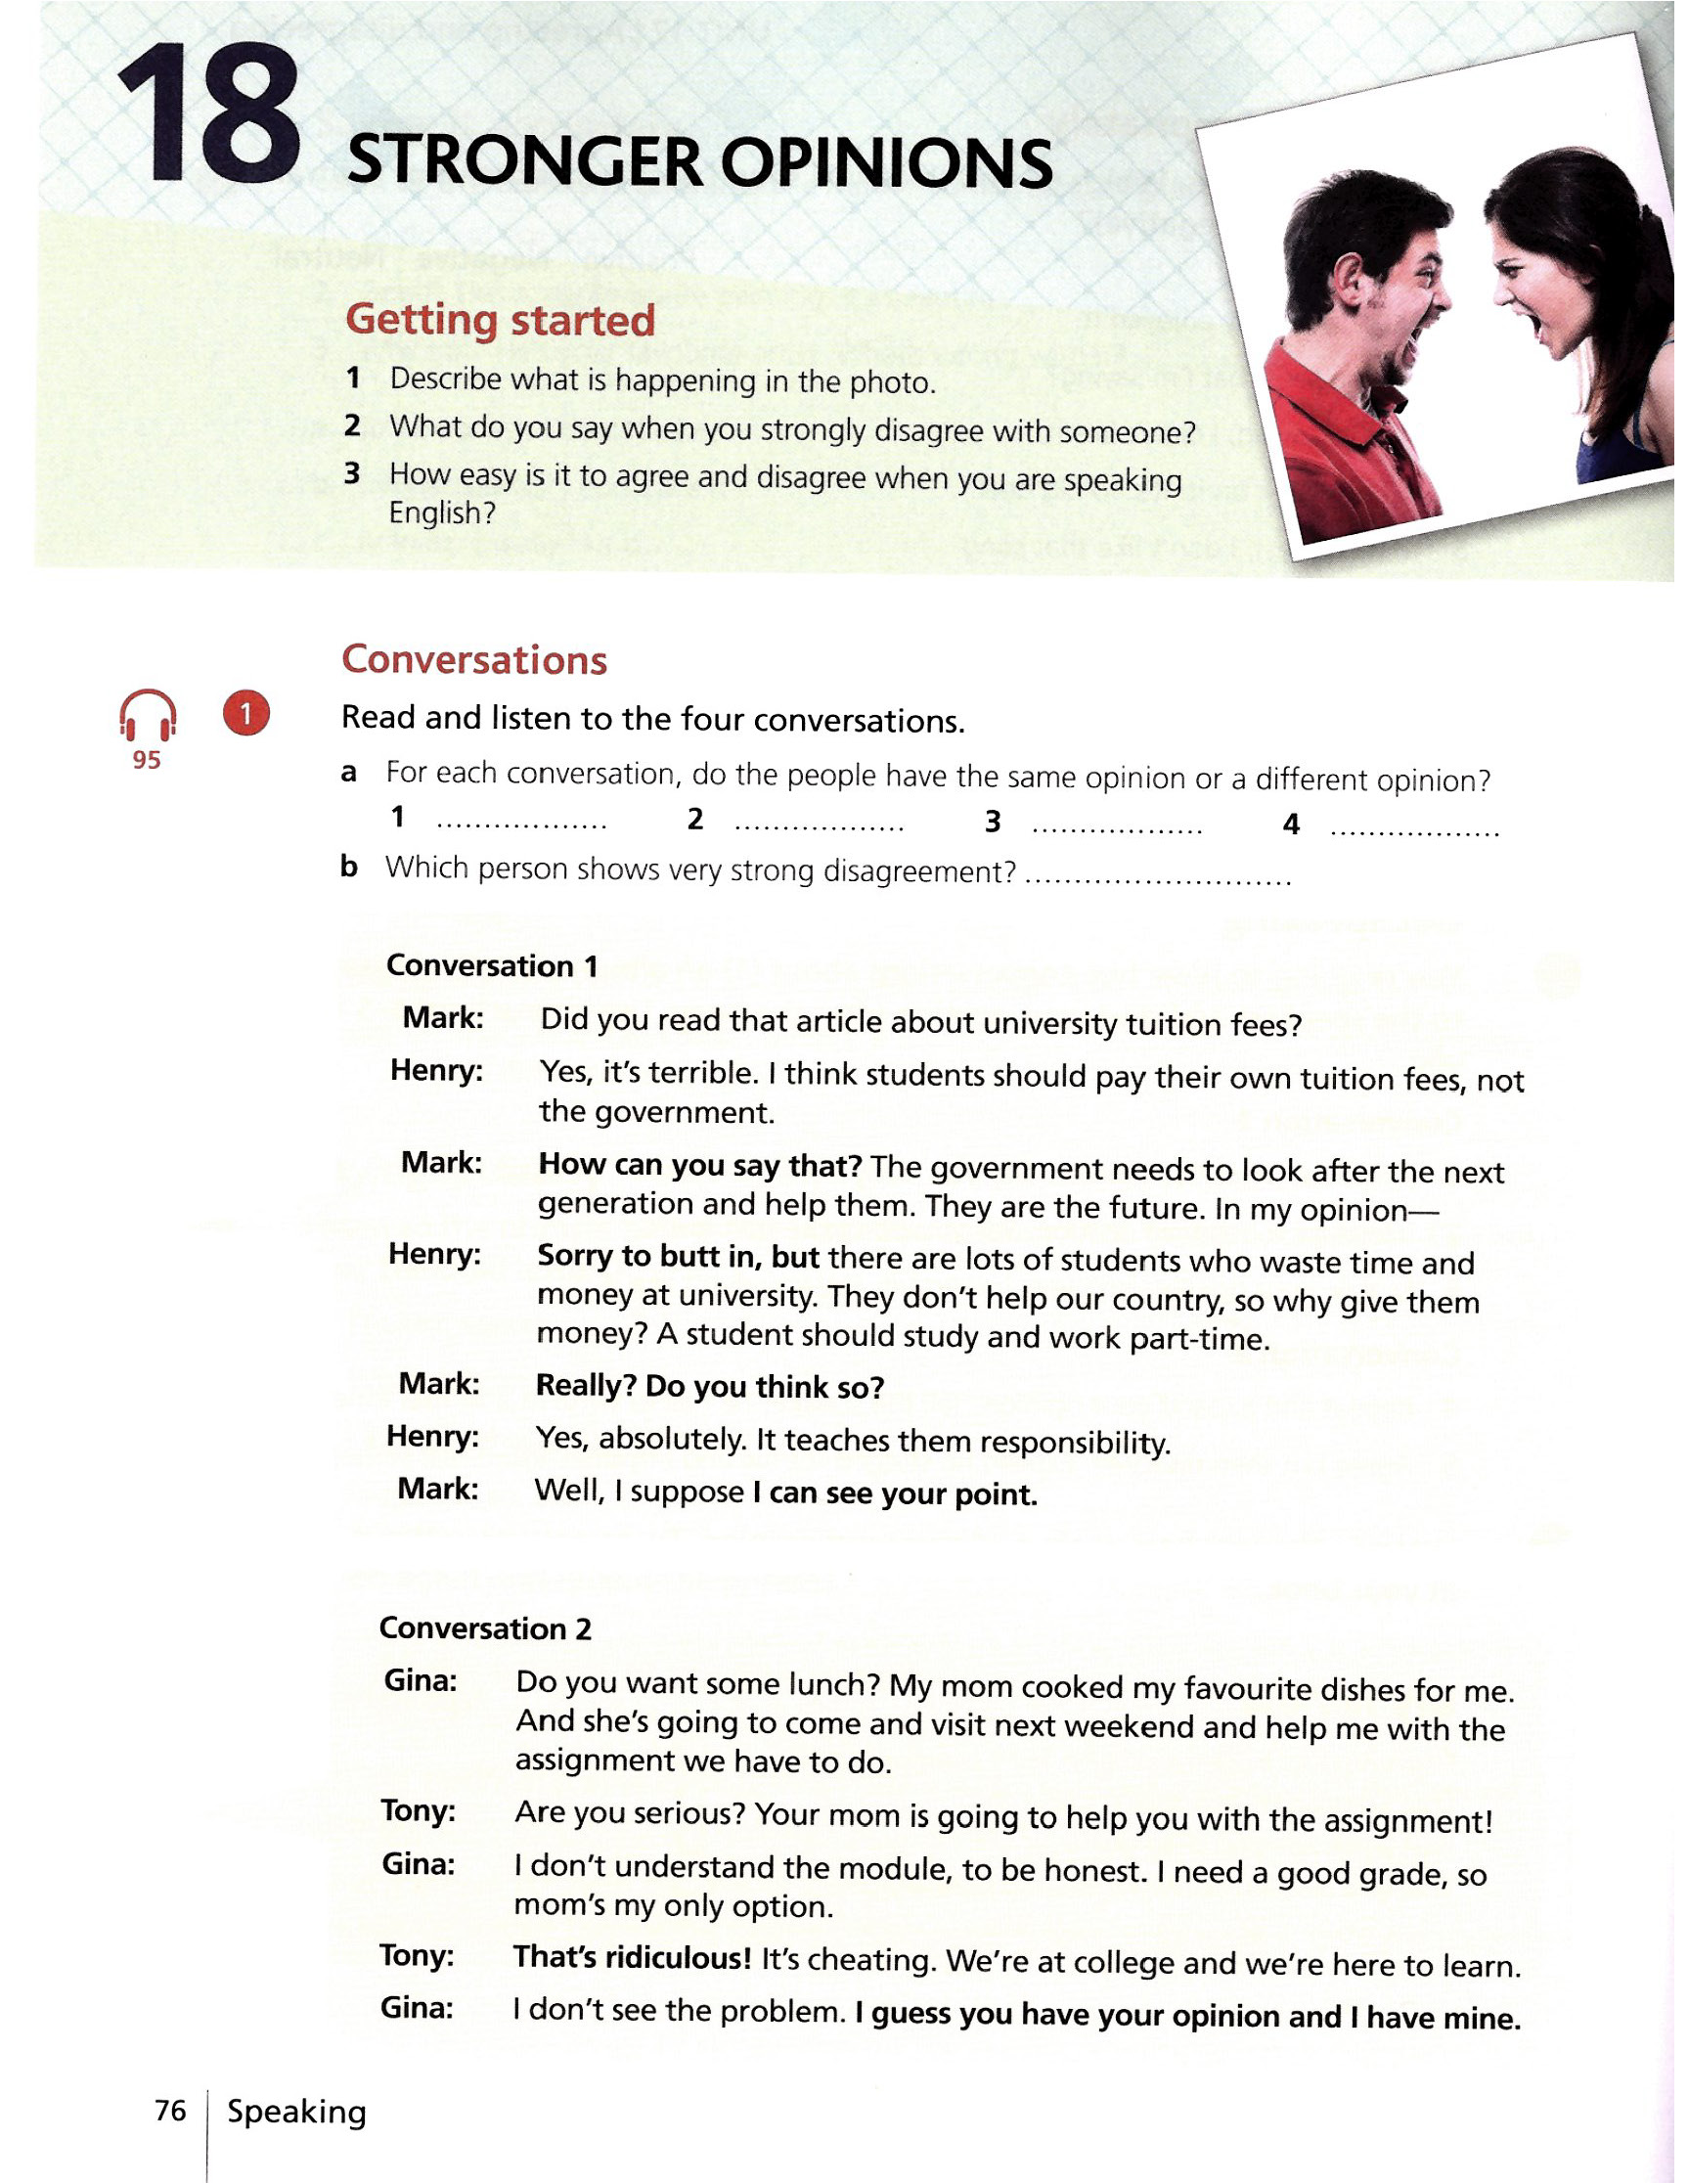 18 STRONGER OPINIONS
Getting started
1 Describe what is happening in the photo.
2 What do you say when you strongly disagree with someone?
3 How easy is it to agree and disagree when you are speaking
English?
Conversations
95
1 Read and listen to the four conversations.
a For each conversation, do the people have the same opinion or a different opinion?
1 .................. 2 .................. 3 .................. 4 ..................
b Which person shows very strong disagreement? ...........................
Conversation 1
Mark: Did you read that article about university tuition fees?
Henry: Yes, it's terrible. I think students should pay their own tuition fees, not
the government.
Mark: How can you say that? The government needs to look after the next
generation and help them. They are the future. In my opinion—
Henry: Sorry to butt in, but there are lots of students who waste time and
money at university. They don't help our country, so why give them
money? A student should study and work part-time.
Mark: Really? Do you think so?
Henry: Yes, absolutely. It teaches them responsibility.
Mark: Well, I suppose I can see your point.
Conversation 2
Gina: Do you want some lunch? My mom cooked my favourite dishes for me.
And she's going to come and visit next weekend and help me with the
assignment we have to do.
Tony: Are you serious? Your mom is going to help you with the assignment!
Gina: I don't understand the module, to be honest. I need a good grade, so
mom's my only option.
Tony: That's ridiculous! It's cheating. We're at college and we're here to learn.
Gina: I don't see the problem. I guess you have your opinion and I have mine.
76 Speaking